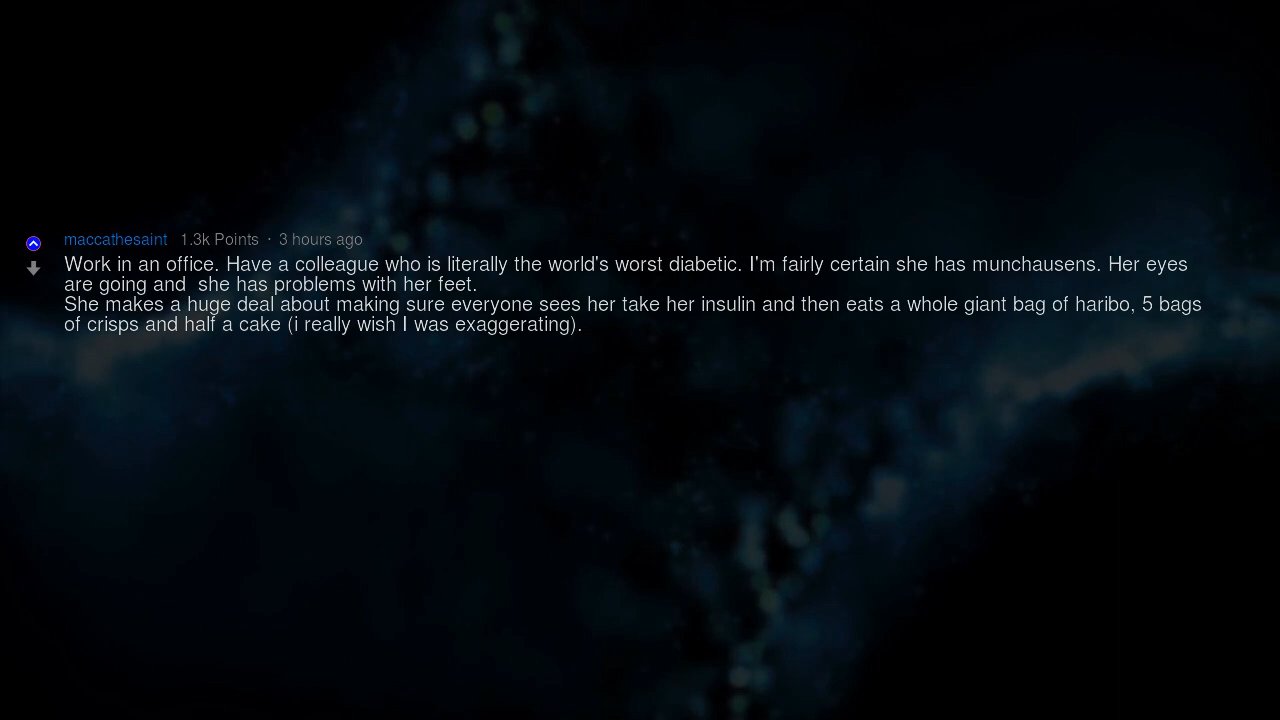 maccathesaint 1.3k Points · 3 hours ago
Work in an office. Have a colleague who is literally the world's worst diabetic. I'm fairly certain she has munchausens. Her eyes
are going and  she has problems with her feet.
She makes a huge deal about making sure everyone sees her take her insulin and then eats a whole giant bag of haribo, 5 bags
of crisps and half a cake (i really wish I was exaggerating).